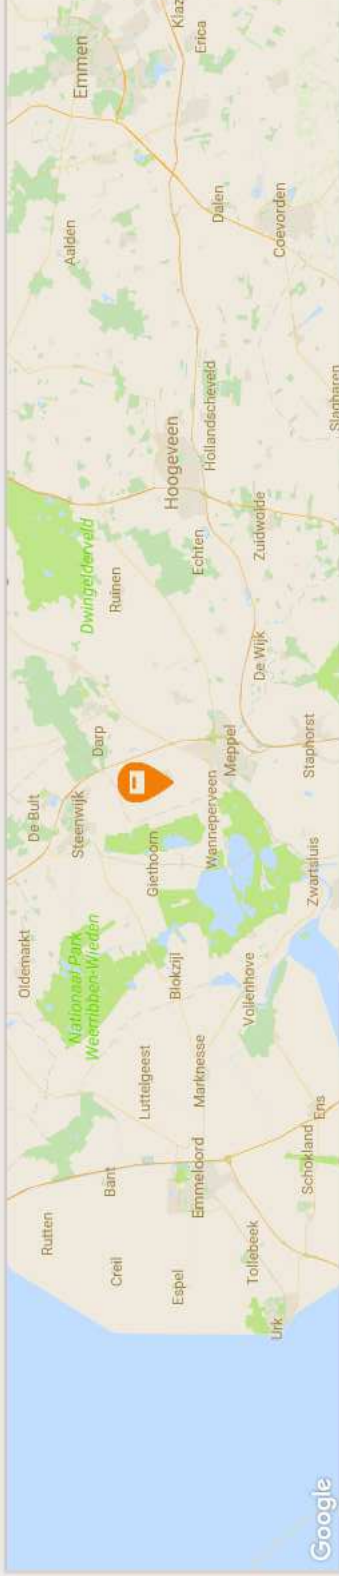 Oldemarkt
De Bult
Rutten
Nationaal Park
Weerribben-Wieden
Steenwijk
Darp
Dwingelderveld
Aalden
Emmen
Creil
Bant
Luttelgeest
Giethoorn
Ruinen
Espel
Emmeloord
Marknesse
Blokzijl
Wanneperveen
Meppel
Echten
Hoogeveen
Hollandscheveld
Dalen
Erica
Klaz
Urk
Tollebeek
Vollenhove
De Wijk
Zuidwolde
Coevorden
Schokland
Ens
Zwartsluis
Staphorst
Slagharen
Google